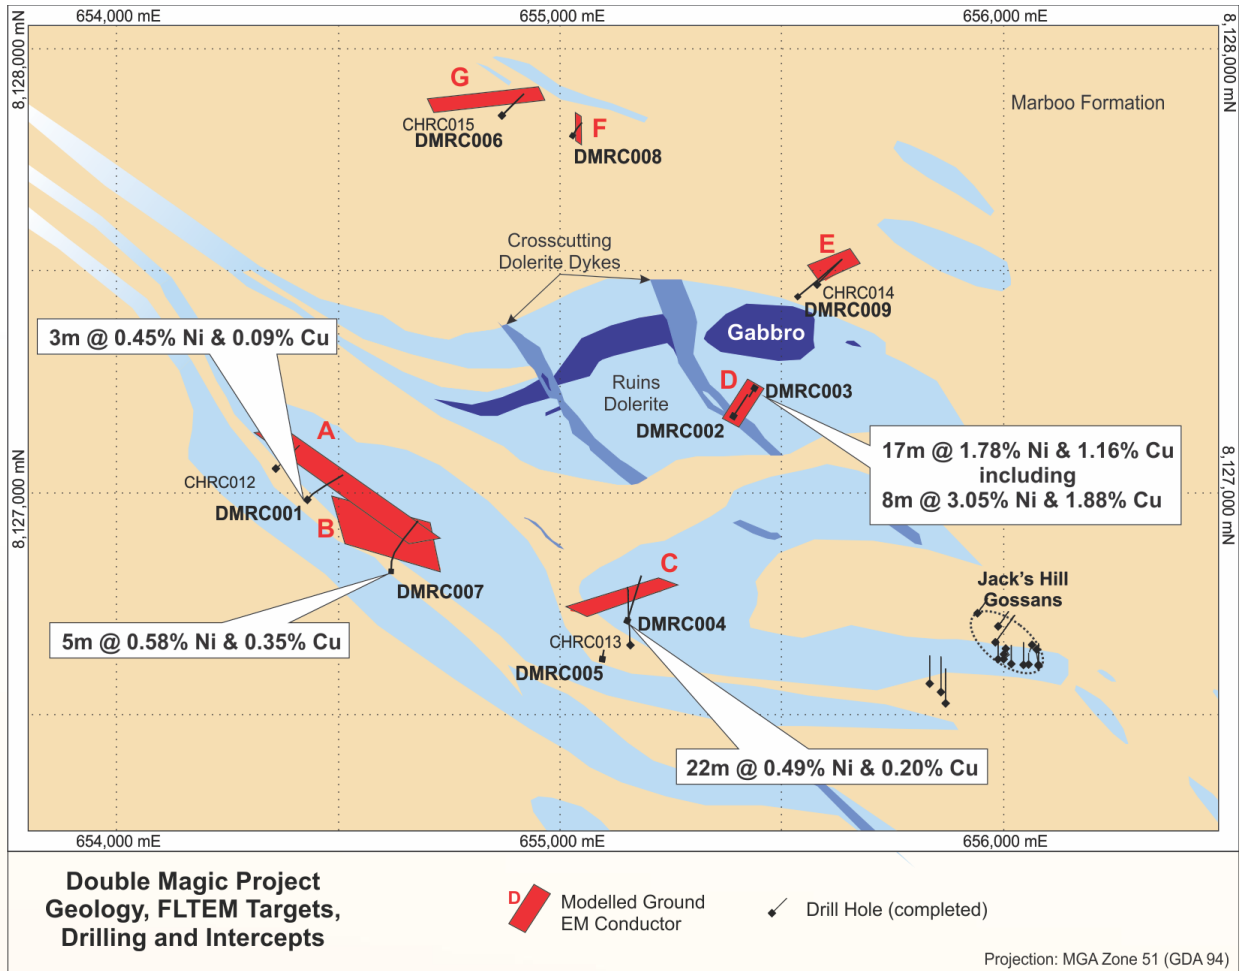 654,000 mE
655,000 mE
656,000 mE
8,128,000 mN
8,128,000 mN
G
Marboo Formation
CHRC015
DMRC006
F
DMRC008
Crosscutting
Dolerite Dykes
E
CHRC014
DMRC009
Gabbro
3m @ 0.45% Ni & 0.09% Cu
Ruins
Dolerite
D
DMRC003
DMRC002
A
17m @ 1.78% Ni & 1.16% Cu
including
8m @ 3.05% Ni & 1.88% Cu
8,127,000 mN
8,127,000 mN
CHRC012
DMRC001
B
C
Jack's Hill
Gossans
DMRC007
DMRC004
CHRC013
5m @ 0.58% Ni & 0.35% Cu
DMRC005
22m @ 0.49% Ni & 0.20% Cu
654,000 mE
655,000 mE
656,000 mE
Double Magic Project
Geology, FLTEM Targets,
Drilling and Intercepts
D
Modelled Ground
EM Conductor
Drill Hole (completed)
Projection: MGA Zone 51 (GDA 94)